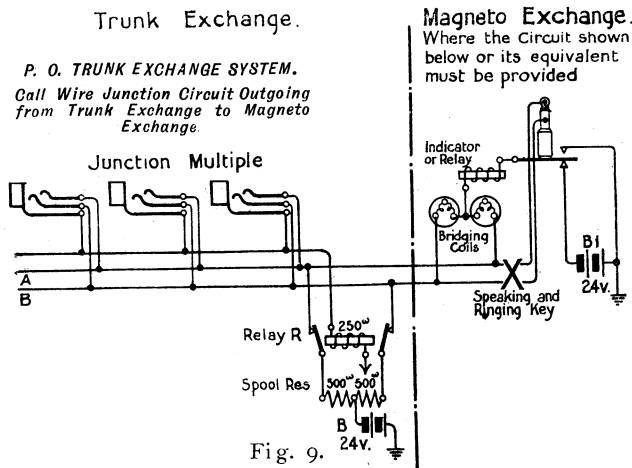 Trunk Exchange.
P. O. TRUNK EXCHANGE SYSTEM.
Call Wire Junction Circuit Outgoing
from Trunk Exchange to Magneto
Exchange.
Junction Multiple
A
B
Relay R
250ω
Spool Res
500ω 500ω
B
24v.
Fig. 9.
Magneto Exchange.
Where the Circuit shown
below or its equivalent
must be provided
Indicator
or Relay
Bridging
Coils
B1
24v.
Speaking and
Ringing Key